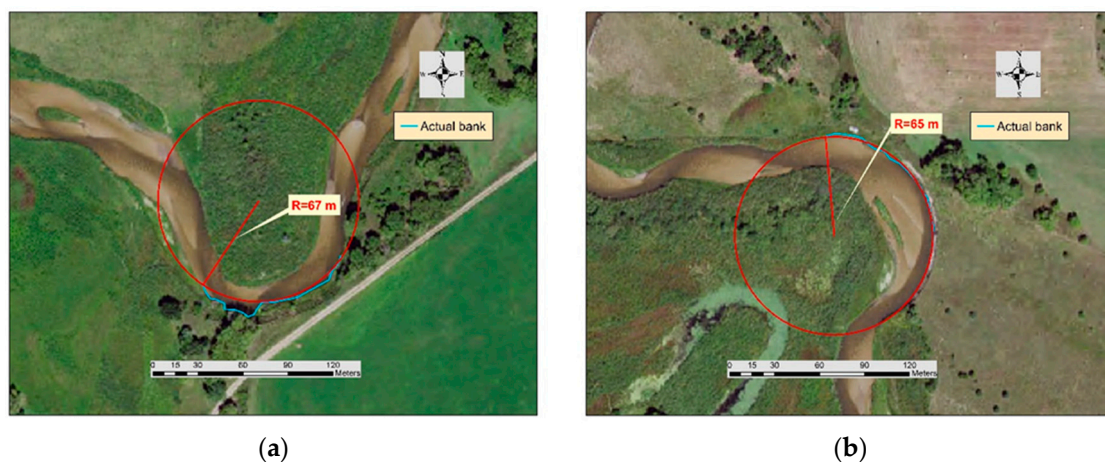 N
W E
S
Actual bank
R=67 m
0 15 30 60 90 120
Meters
(a)
N
W E
S
Actual bank
R=65 m
0 15 30 60 90 120
Meters
(b)